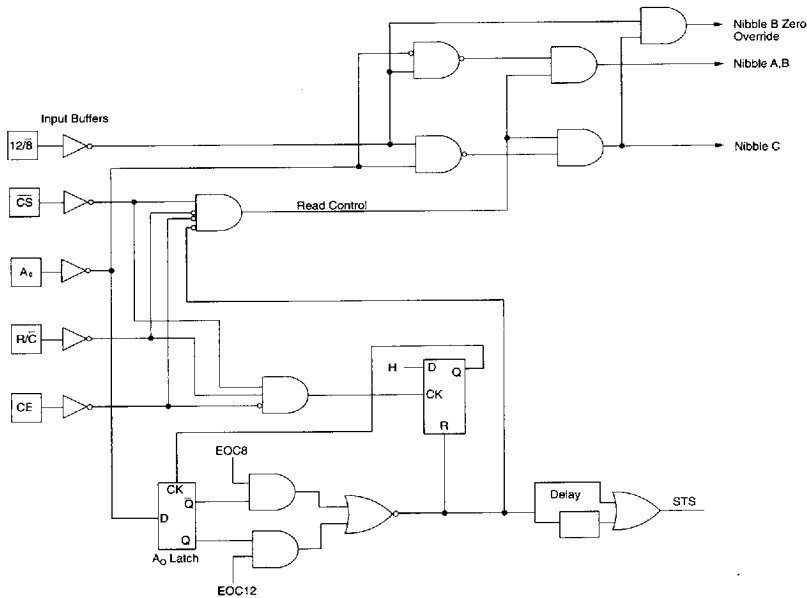 Nibble B Zero
Override
Nibble A,B
Input Buffers
12/8̅
Nibble C
C̅S̅
Read Control
A₀
R/C̅
H
D
Q
CK
R
CE
EOC8
CK
Q̅
D
Q
A₀ Latch
EOC12
Delay
STS